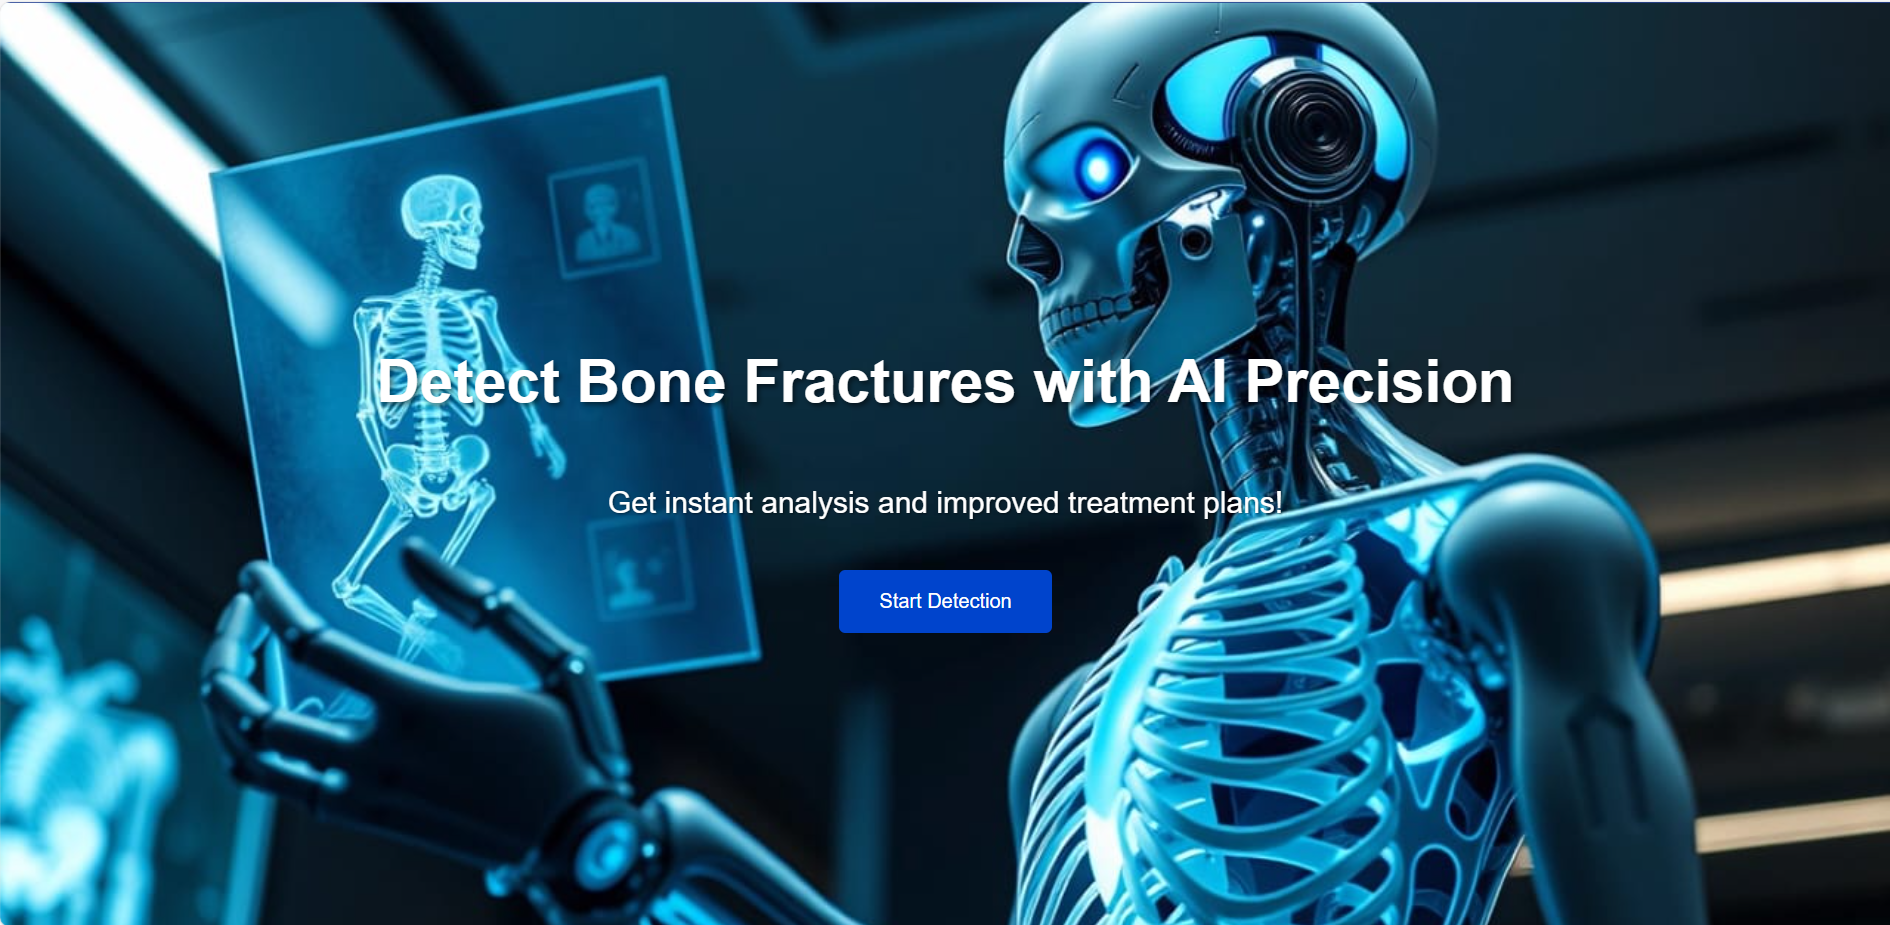 Detect Bone Fractures with AI Precision
Get instant analysis and improved treatment plans!
Start Detection